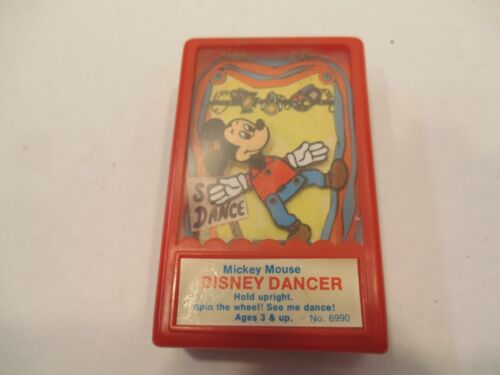 S
DANCE
Mickey Mouse
DISNEY DANCER
Hold upright.
Spin the wheel! See me dance!
Ages 3 & up. No. 6990